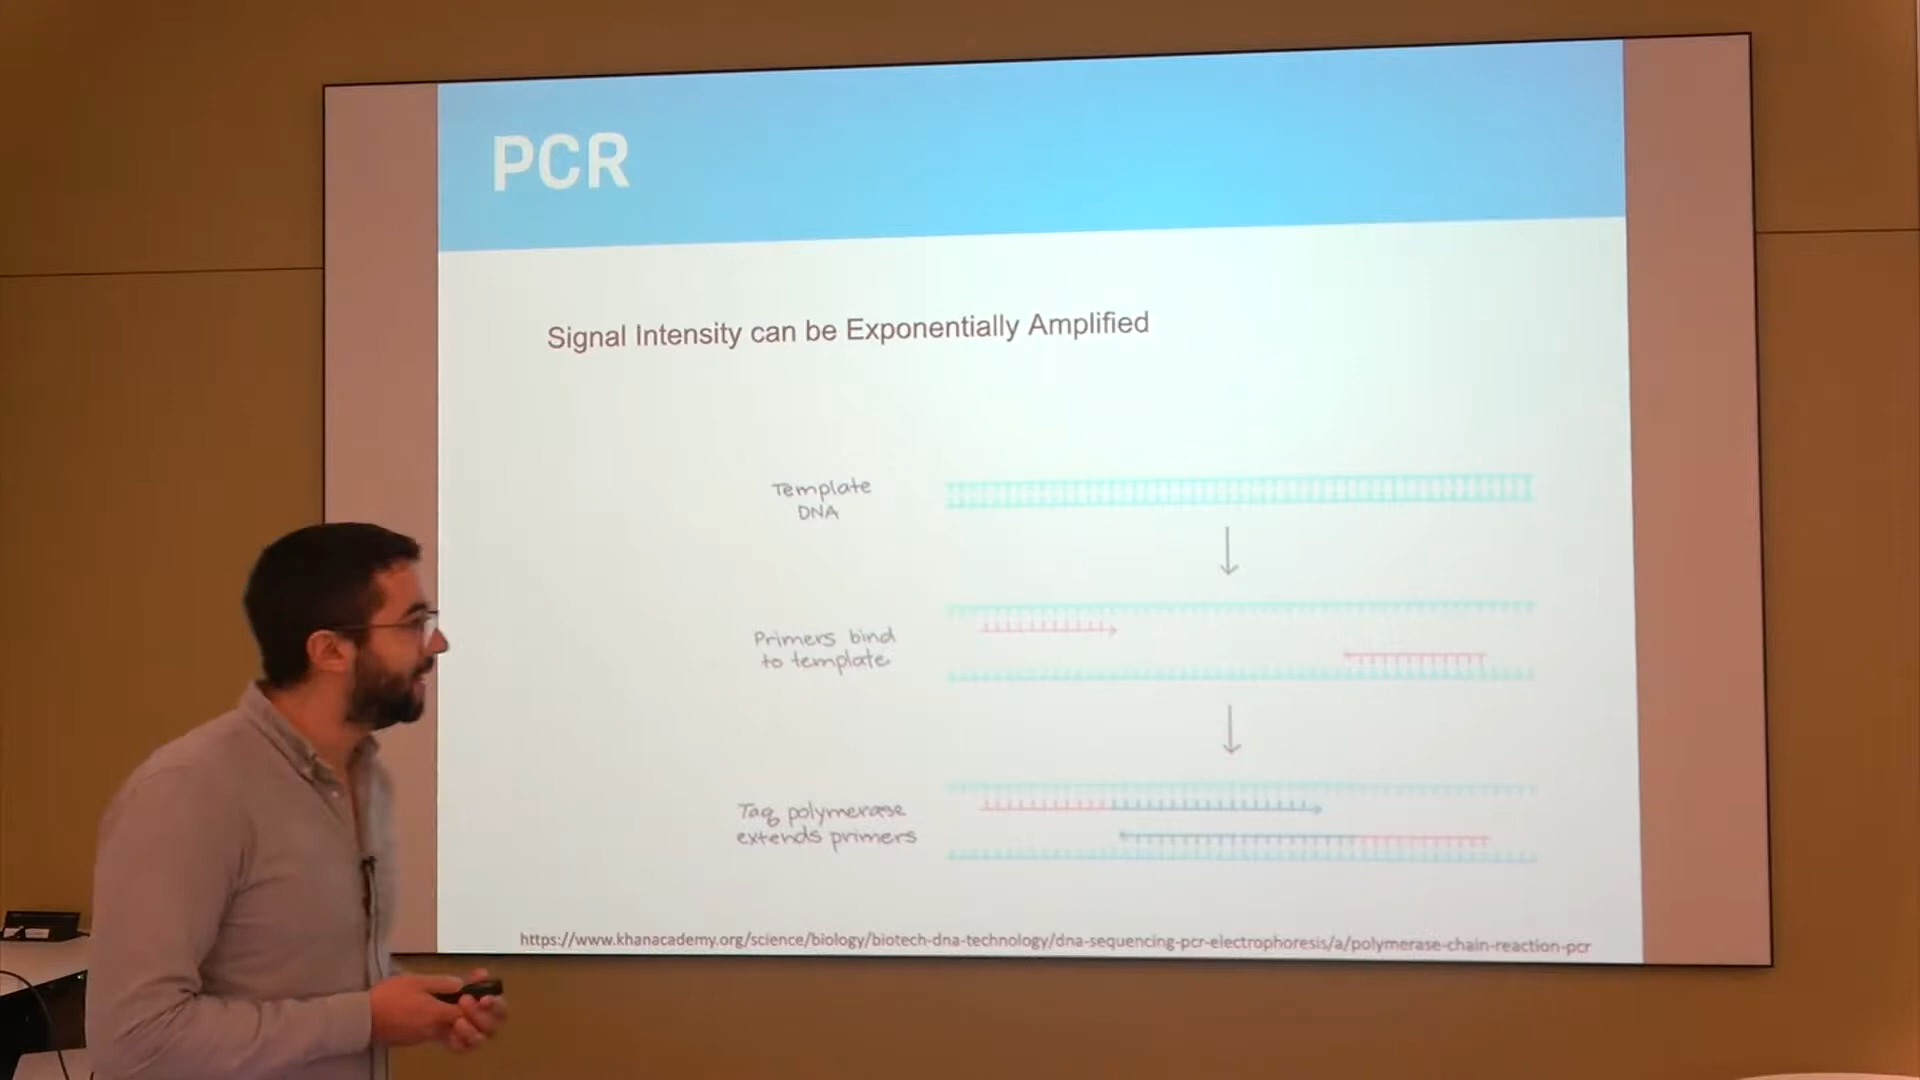 PCR
Signal Intensity can be Exponentially Amplified
Template
DNA
Primers bind
to template
Taq polymerase
extends primers
https://www.khanacademy.org/science/biology/biotech-dna-technology/dna-sequencing-pcr-electrophoresis/a/polymerase-chain-reaction-pcr